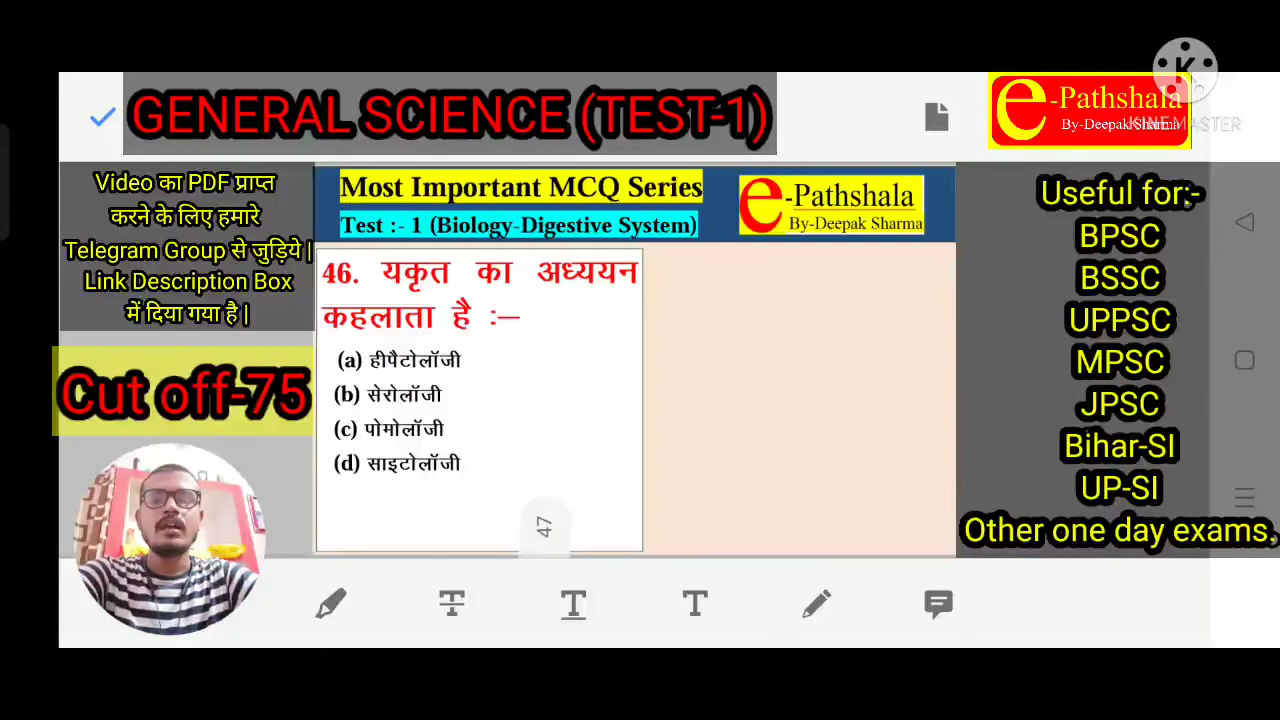 GENERAL SCIENCE (TEST-1)
e-Pathshala
By-Deepak Sharma
KINEMASTER
Video का PDF प्राप्त
करने के लिए हमारे
Telegram Group से जुड़िये |
Link Description Box
में दिया गया है |
Cut off-75
Most Important MCQ Series
Test :- 1 (Biology-Digestive System)
e-Pathshala
By-Deepak Sharma
46. यकृत का अध्ययन
कहलाता है :–
(a) हीपैटोलॉजी
(b) सेरोलॉजी
(c) पोमोलॉजी
(d) साइटोलॉजी
47
Useful for:-
BPSC
BSSC
UPPSC
MPSC
JPSC
Bihar-SI
UP-SI
Other one day exams.